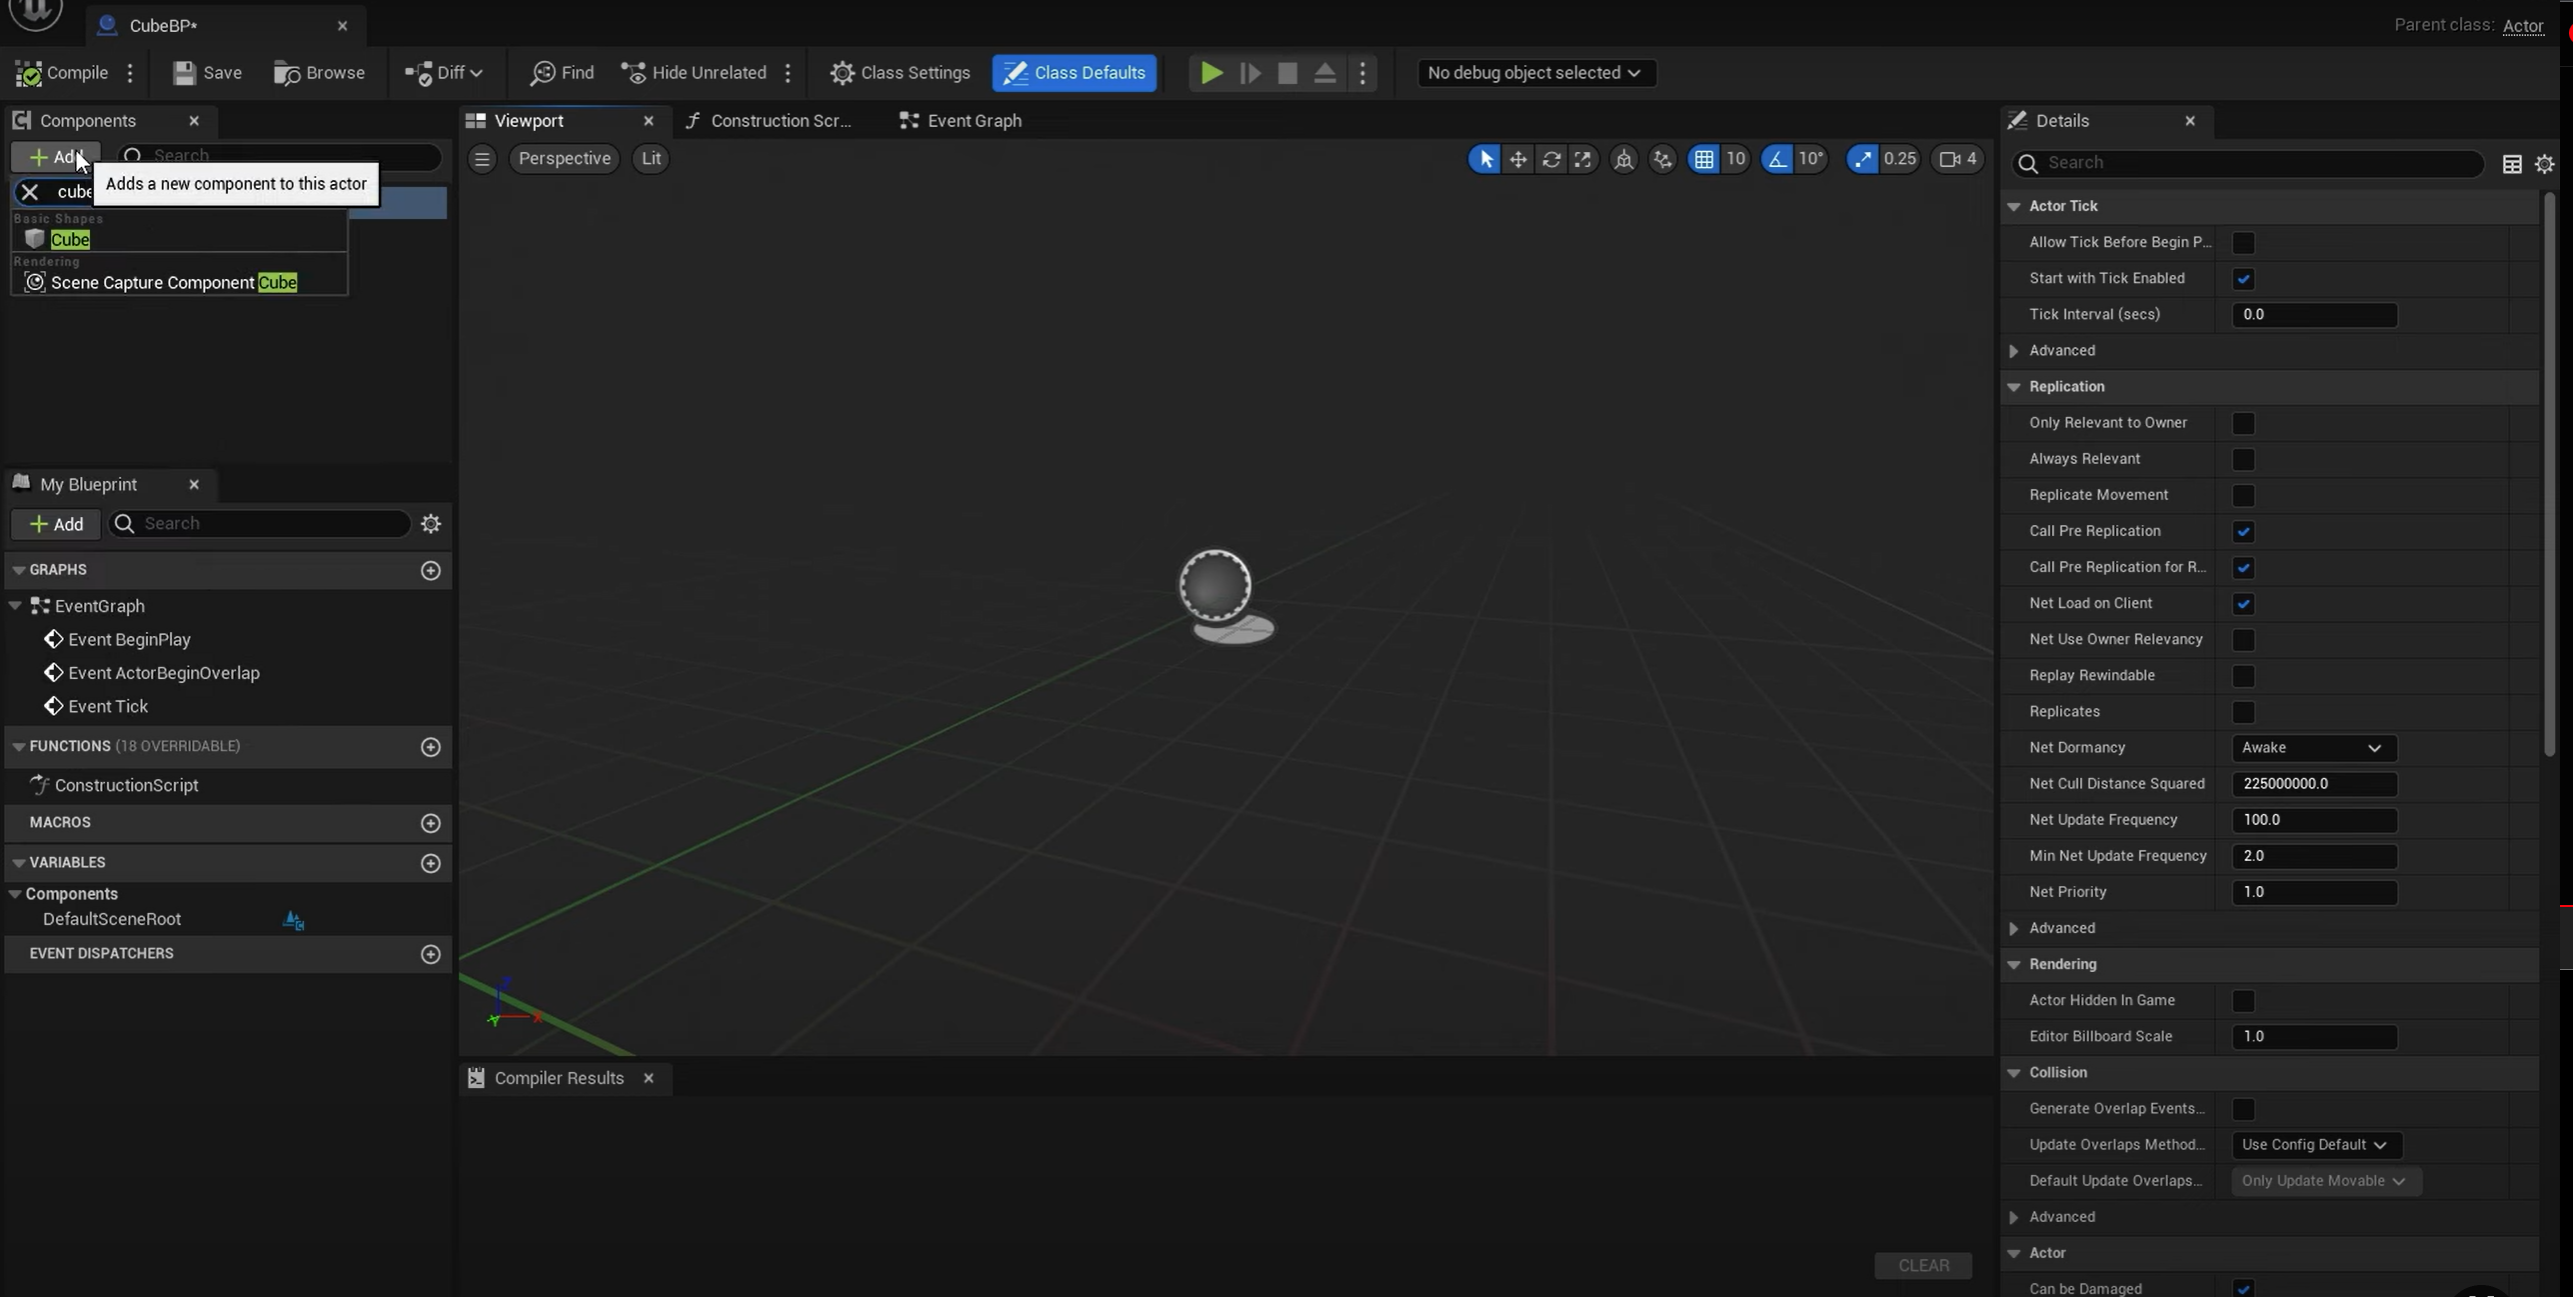 CubeBP*
Parent class: Actor
Compile
Save
Browse
Diff
Find
Hide Unrelated
Class Settings
Class Defaults
No debug object selected
Components
Add
Search
Adds a new component to this actor
cube
Basic Shapes
Cube
Rendering
Scene Capture Component Cube
My Blueprint
Add
Search
GRAPHS
EventGraph
Event BeginPlay
Event ActorBeginOverlap
Event Tick
FUNCTIONS (18 OVERRIDABLE)
ConstructionScript
MACROS
VARIABLES
Components
DefaultSceneRoot
EVENT DISPATCHERS
Viewport
Construction Scr...
Event Graph
Perspective
Lit
10
10°
0.25
4
Z
Y
X
Compiler Results
CLEAR
Details
Search
Actor Tick
Allow Tick Before Begin P...
Start with Tick Enabled
Tick Interval (secs) 0.0
Advanced
Replication
Only Relevant to Owner
Always Relevant
Replicate Movement
Call Pre Replication
Call Pre Replication for R...
Net Load on Client
Net Use Owner Relevancy
Replay Rewindable
Replicates
Net Dormancy Awake
Net Cull Distance Squared 225000000.0
Net Update Frequency 100.0
Min Net Update Frequency 2.0
Net Priority 1.0
Advanced
Rendering
Actor Hidden In Game
Editor Billboard Scale 1.0
Collision
Generate Overlap Events...
Update Overlaps Method... Use Config Default
Default Update Overlaps... Only Update Movable
Advanced
Actor
Can be Damaged